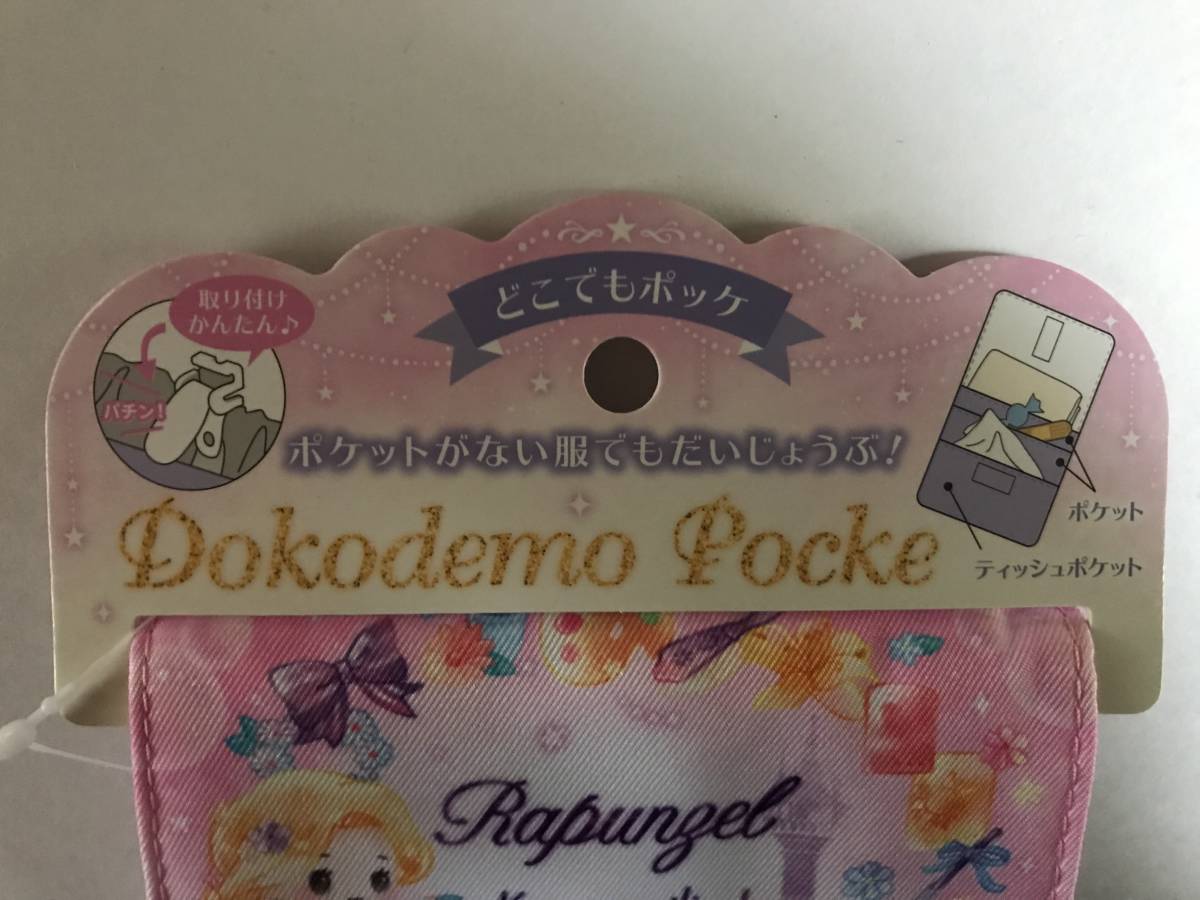 どこでもポッケ
取り付け
かんたん♪
パチン!
ポケットがない服でもだいじょうぶ!
Dokodemo Pocke
ポケット
ティッシュポケット
Rapunzel